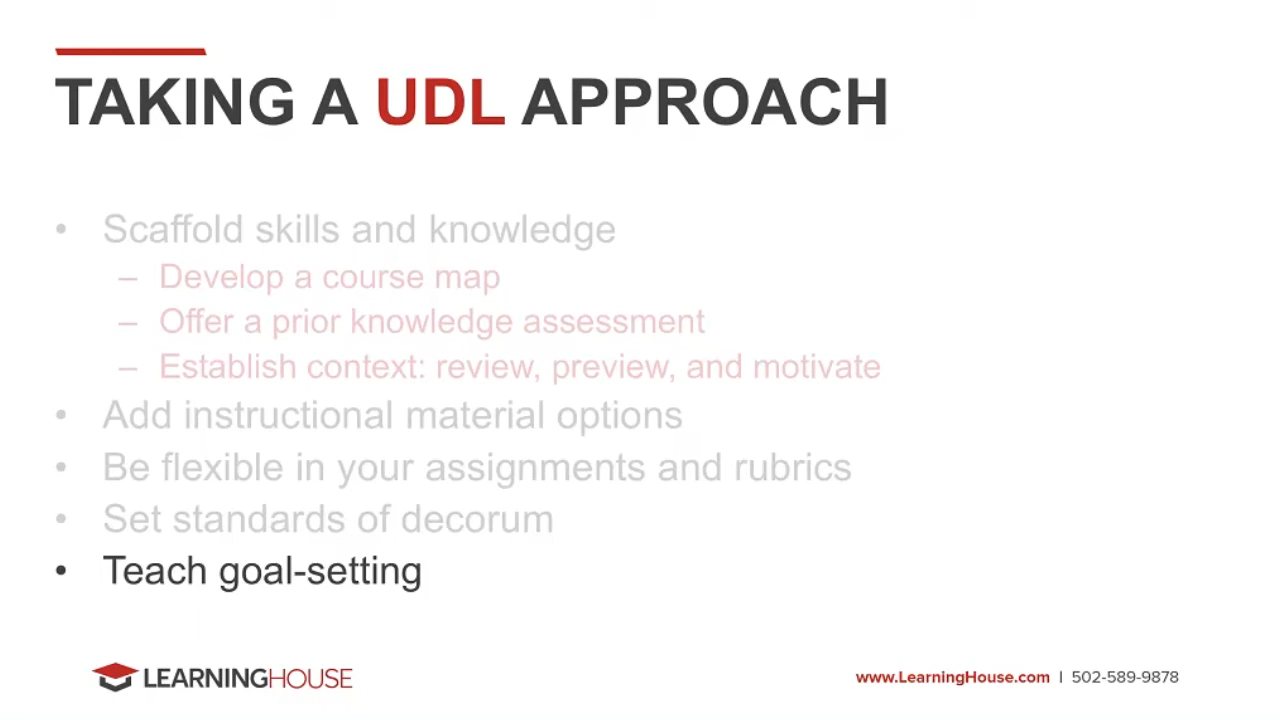 TAKING A UDL APPROACH
• Scaffold skills and knowledge
– Develop a course map
– Offer a prior knowledge assessment
– Establish context: review, preview, and motivate
• Add instructional material options
• Be flexible in your assignments and rubrics
• Set standards of decorum
• Teach goal-setting
LEARNINGHOUSE
www.LearningHouse.com | 502-589-9878